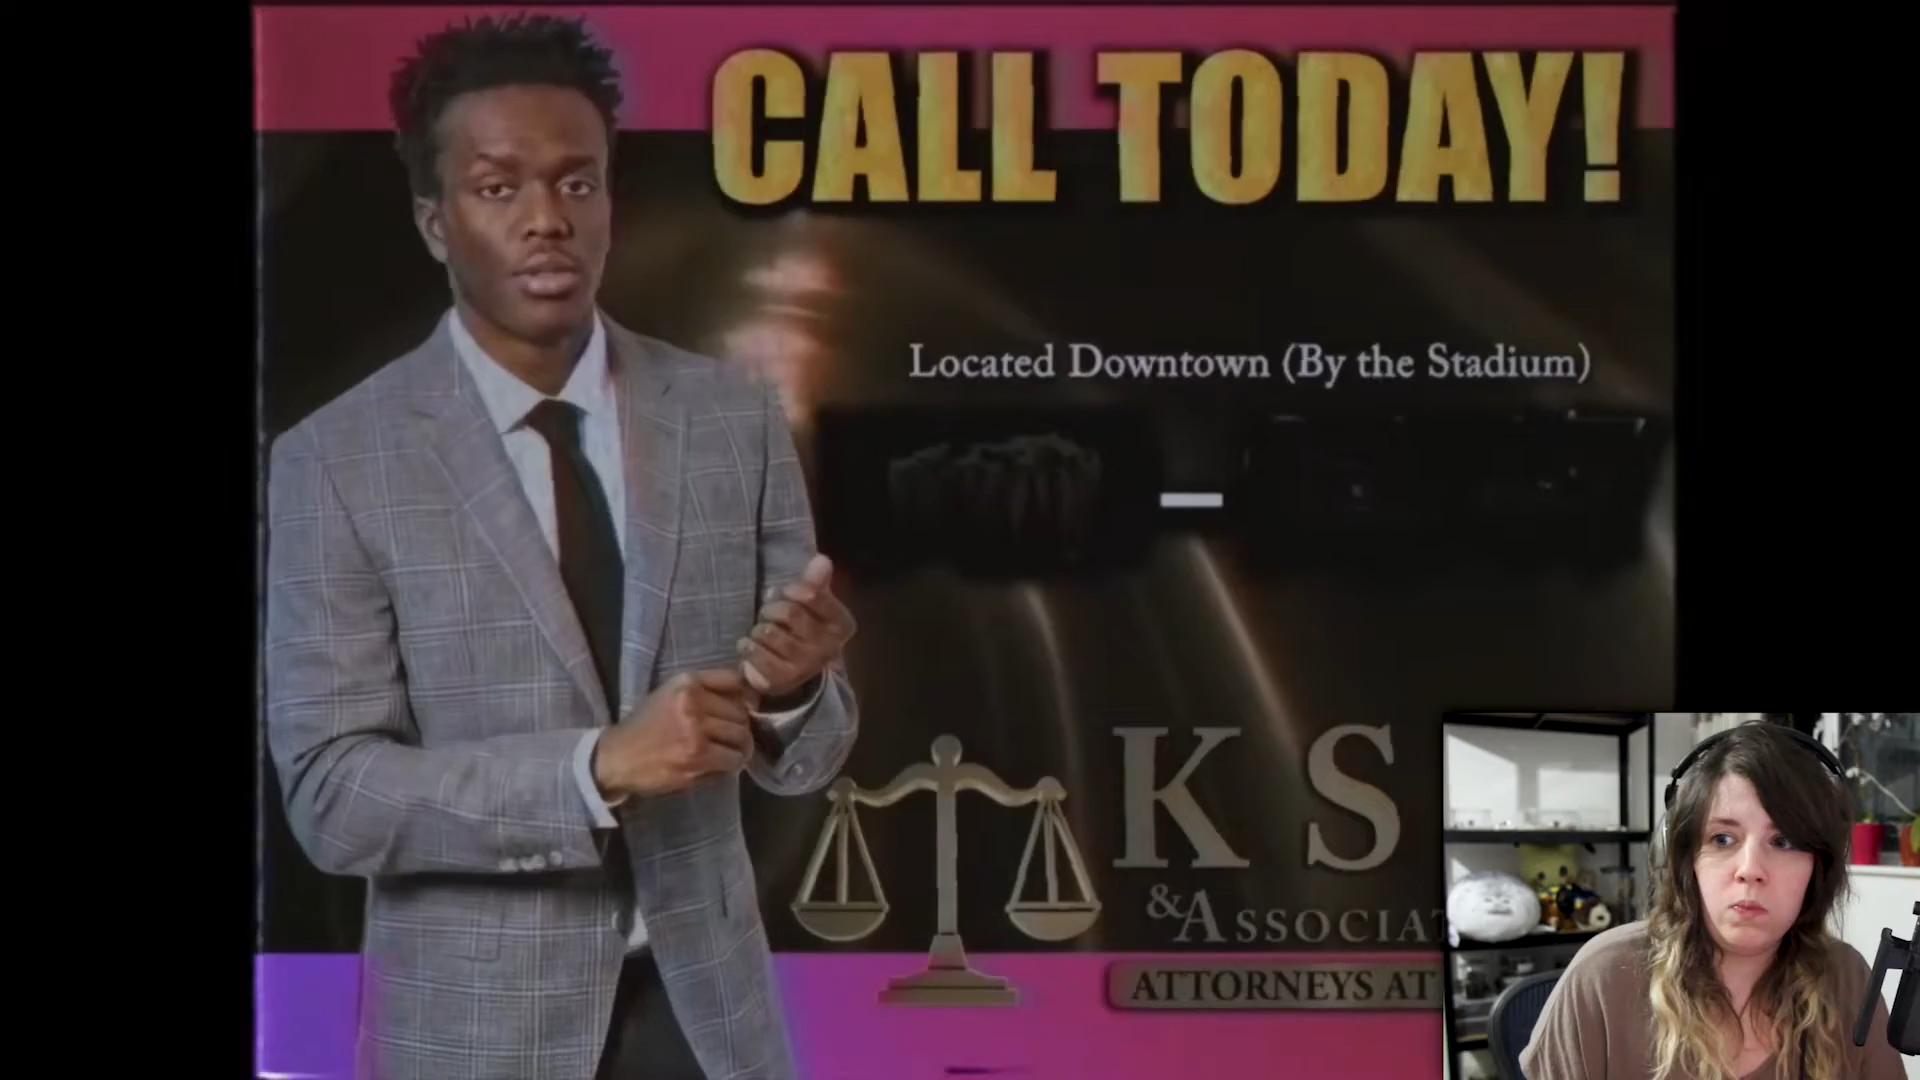 CALL TODAY!
Located Downtown (By the Stadium)
K S
& ASSOCIAT
ATTORNEYS AT